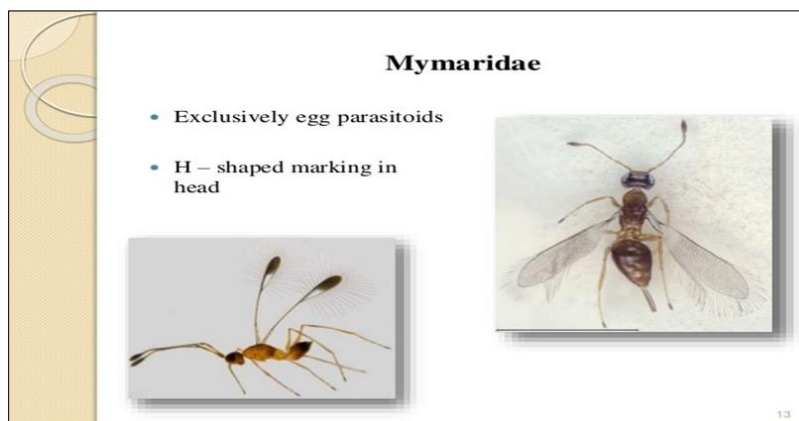 Mymaridae
• Exclusively egg parasitoids
• H – shaped marking in
head
13